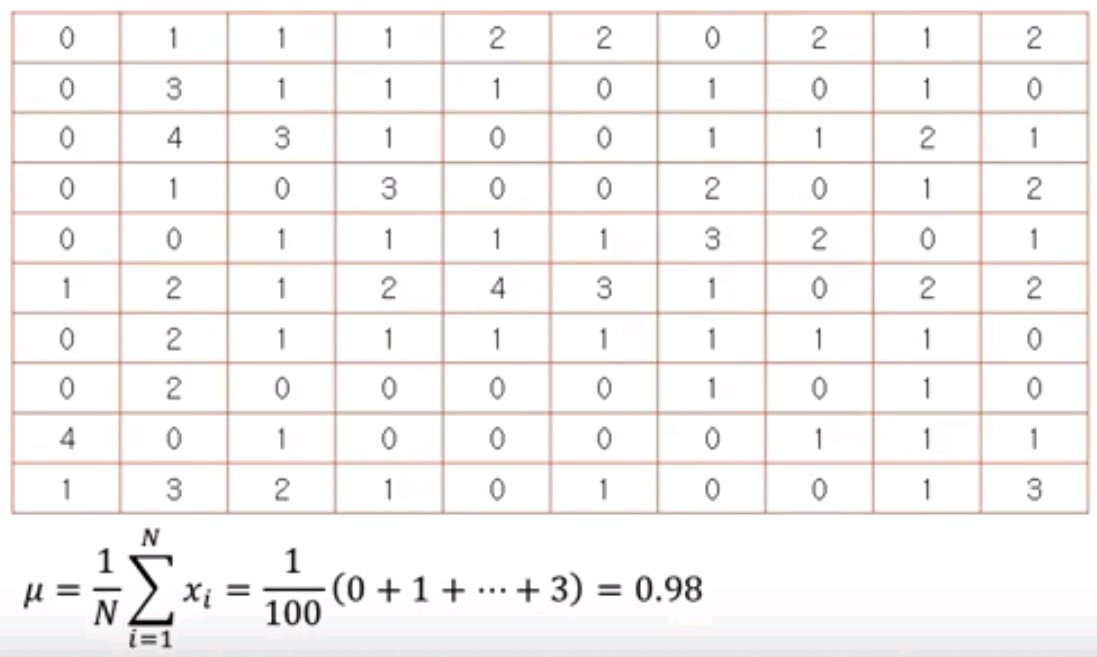 0 1 1 1 2 2 0 2 1 2
0 3 1 1 1 0 1 0 1 0
0 4 3 1 0 0 1 1 2 1
0 1 0 3 0 0 2 0 1 2
0 0 1 1 1 1 3 2 0 1
1 2 1 2 4 3 1 0 2 2
0 2 1 1 1 1 1 1 1 0
0 2 0 0 0 0 1 0 1 0
4 0 1 0 0 0 0 1 1 1
1 3 2 1 0 1 0 0 1 3
μ = \frac{1}{N} \sum_{i=1}^{N} x_i = \frac{1}{100} (0 + 1 + ⋯ + 3) = 0.98